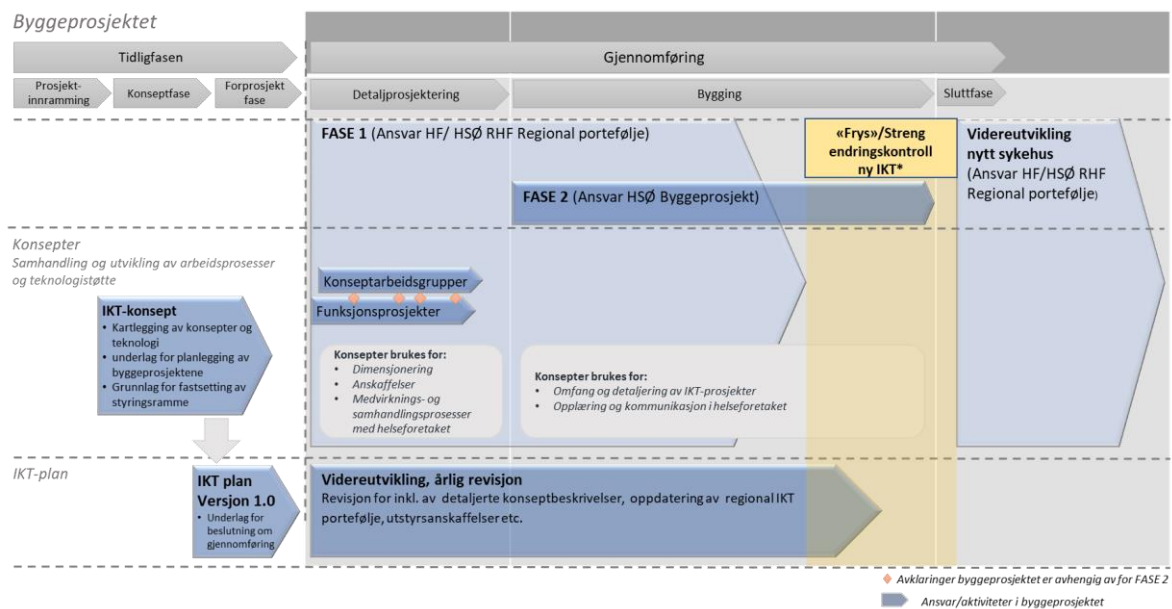 Byggeprosjektet
Tidligfasen
Gjennomføring
Prosjekt-
innramming
Konseptfase
Forprosjekt
fase
Detaljprosjektering
Bygging
Sluttfase
FASE 1 (Ansvar HF/ HSØ RHF Regional portefølje)
«Frys»/Streng
endringskontroll
ny IKT*
Videreutvikling
nytt sykehus
(Ansvar HF/HSØ RHF
Regional portefølje)
FASE 2 (Ansvar HSØ Byggeprosjekt)
Konsepter
Samhandling og utvikling av arbeidsprosesser
og teknologistøtte
Konseptarbeidsgrupper
Funksjonsprosjekter
IKT-konsept
• Kartlegging av konsepter og
teknologi
• underlag for planlegging av
byggeprosjektene
• Grunnlag for fastsetting av
styringsramme
Konsepter brukes for:
• Dimensjonering
• Anskaffelser
• Medvirknings- og
samhandlingsprosesser
med helseforetaket
Konsepter brukes for:
• Omfang og detaljering av IKT-prosjekter
• Opplæring og kommunikasjon i helseforetaket
IKT-plan
IKT plan
Versjon 1.0
• Underlag for
beslutning om
gjennomføring
Videreutvikling, årlig revisjon
Revisjon for inkl. av detaljerte konseptbeskrivelser, oppdatering av regional IKT
portefølje, utstyrsanskaffelser etc.
Avklaringer byggeprosjektet er avhengig av for FASE 2
Ansvar/aktiviteter i byggeprosjektet